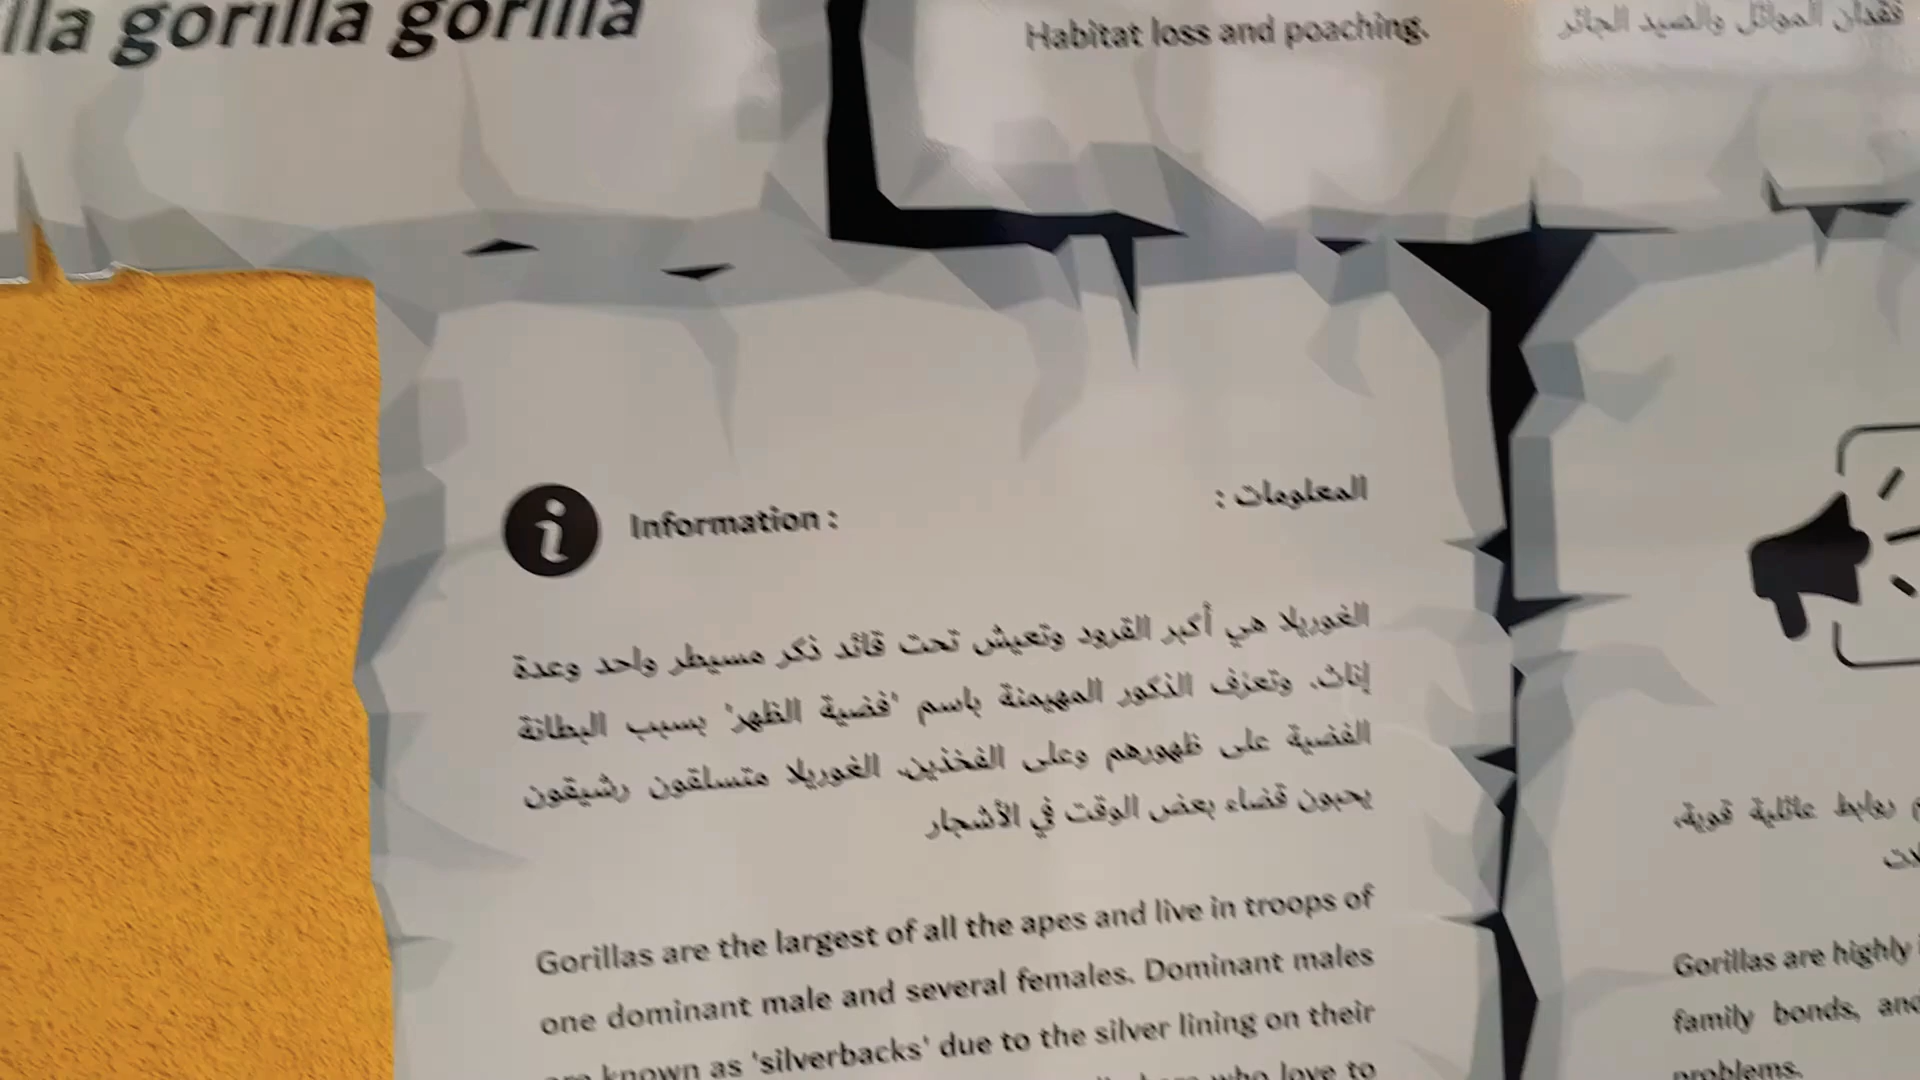 gorilla gorilla
Habitat loss and poaching.
فقدان الموائل والصيد الجائر
Information :
المعلومات :
الغوريلا هي أكبر القرود وتعيش تحت قائد ذكر مسيطر واحد وعدة
إناث. وتعرف الذكور المهيمنة باسم 'فضية الظهر' بسبب البطانة
الفضية على ظهورهم وعلى الفخذين. الغوريلا متسلقون رشيقون
يحبون قضاء بعض الوقت في الأشجار
Gorillas are the largest of all the apes and live in troops of
one dominant male and several females. Dominant males
are known as 'silverbacks' due to the silver lining on their
who love to
روابط عائلية قوية،
Gorillas are highly
family bonds, and
problems.